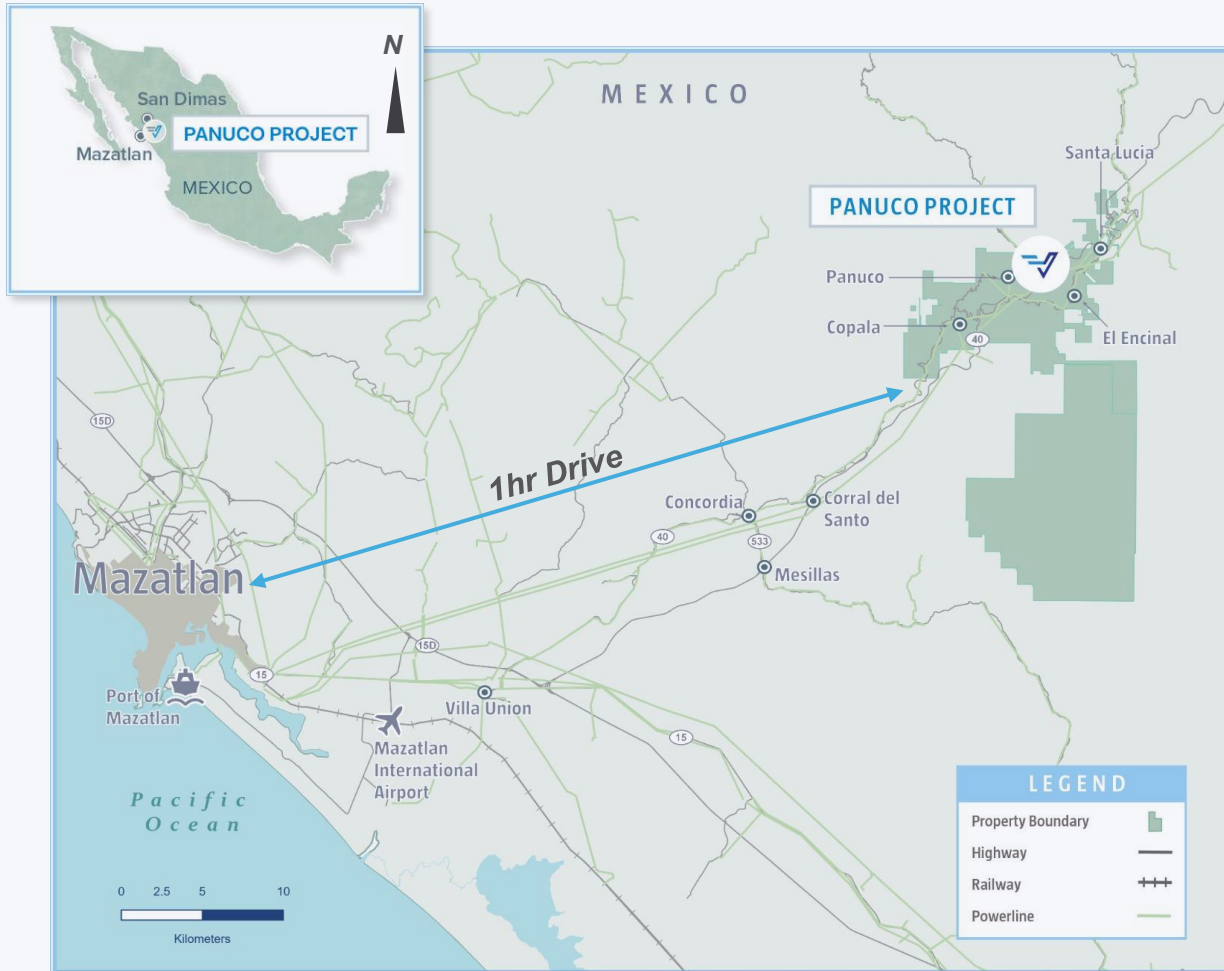 N
San Dimas
PANUCO PROJECT
Mazatlan
MEXICO
MEXICO
Santa Lucia
PANUCO PROJECT
Panuco
Copala
40
El Encinal
15D
1hr Drive
Concordia
Corral del
Santo
40
533
Mesillas
Mazatlan
15D
15
Port of
Mazatlan
Villa Union
15
Mazatlan
International
Airport
Pacific
Ocean
0 2.5 5 10
Kilometers
LEGEND
Property Boundary
Highway
Railway
Powerline